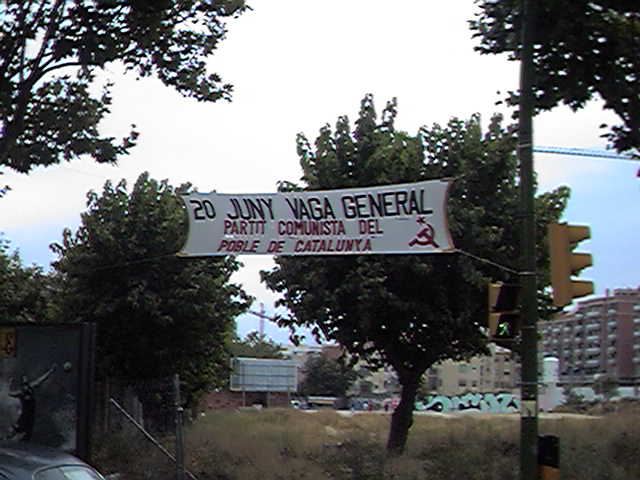 20 JUNY VAGA GENERAL
PARTIT COMUNISTA DEL
POBLE DE CATALUNYA